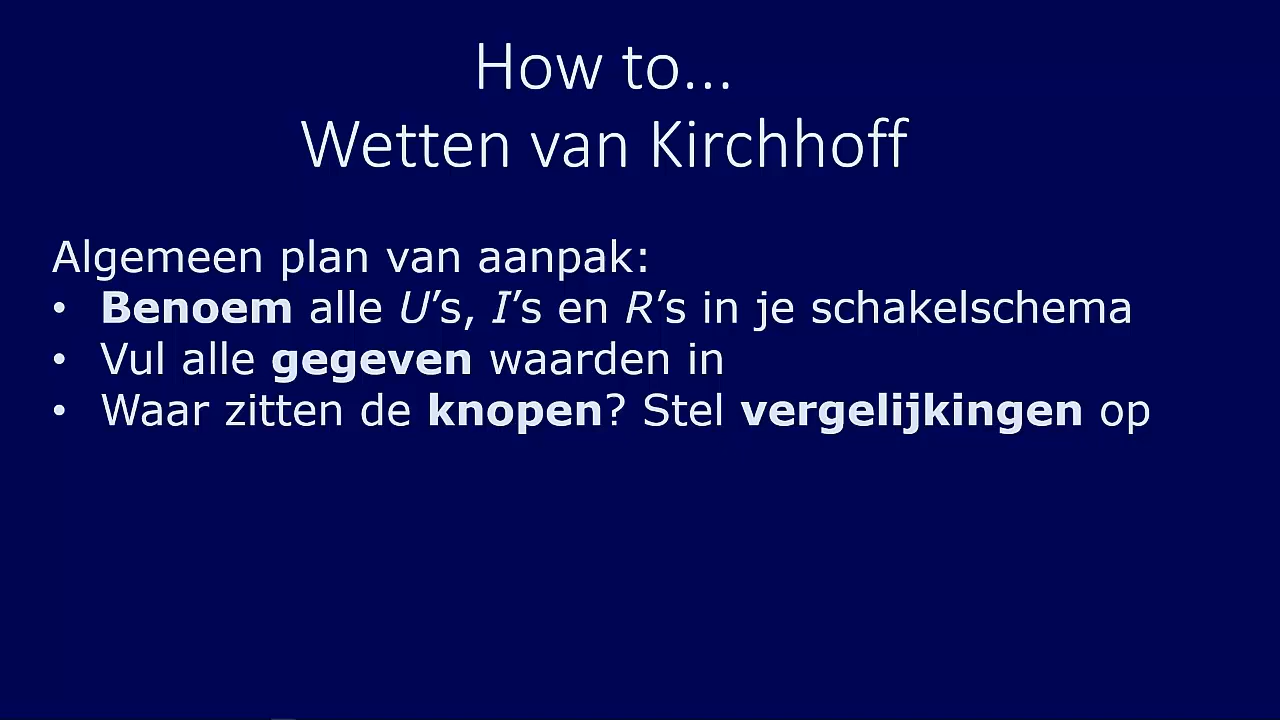 How to...
Wetten van Kirchhoff
Algemeen plan van aanpak:
• Benoem alle U’s, I’s en R’s in je schakelschema
• Vul alle gegeven waarden in
• Waar zitten de knopen? Stel vergelijkingen op